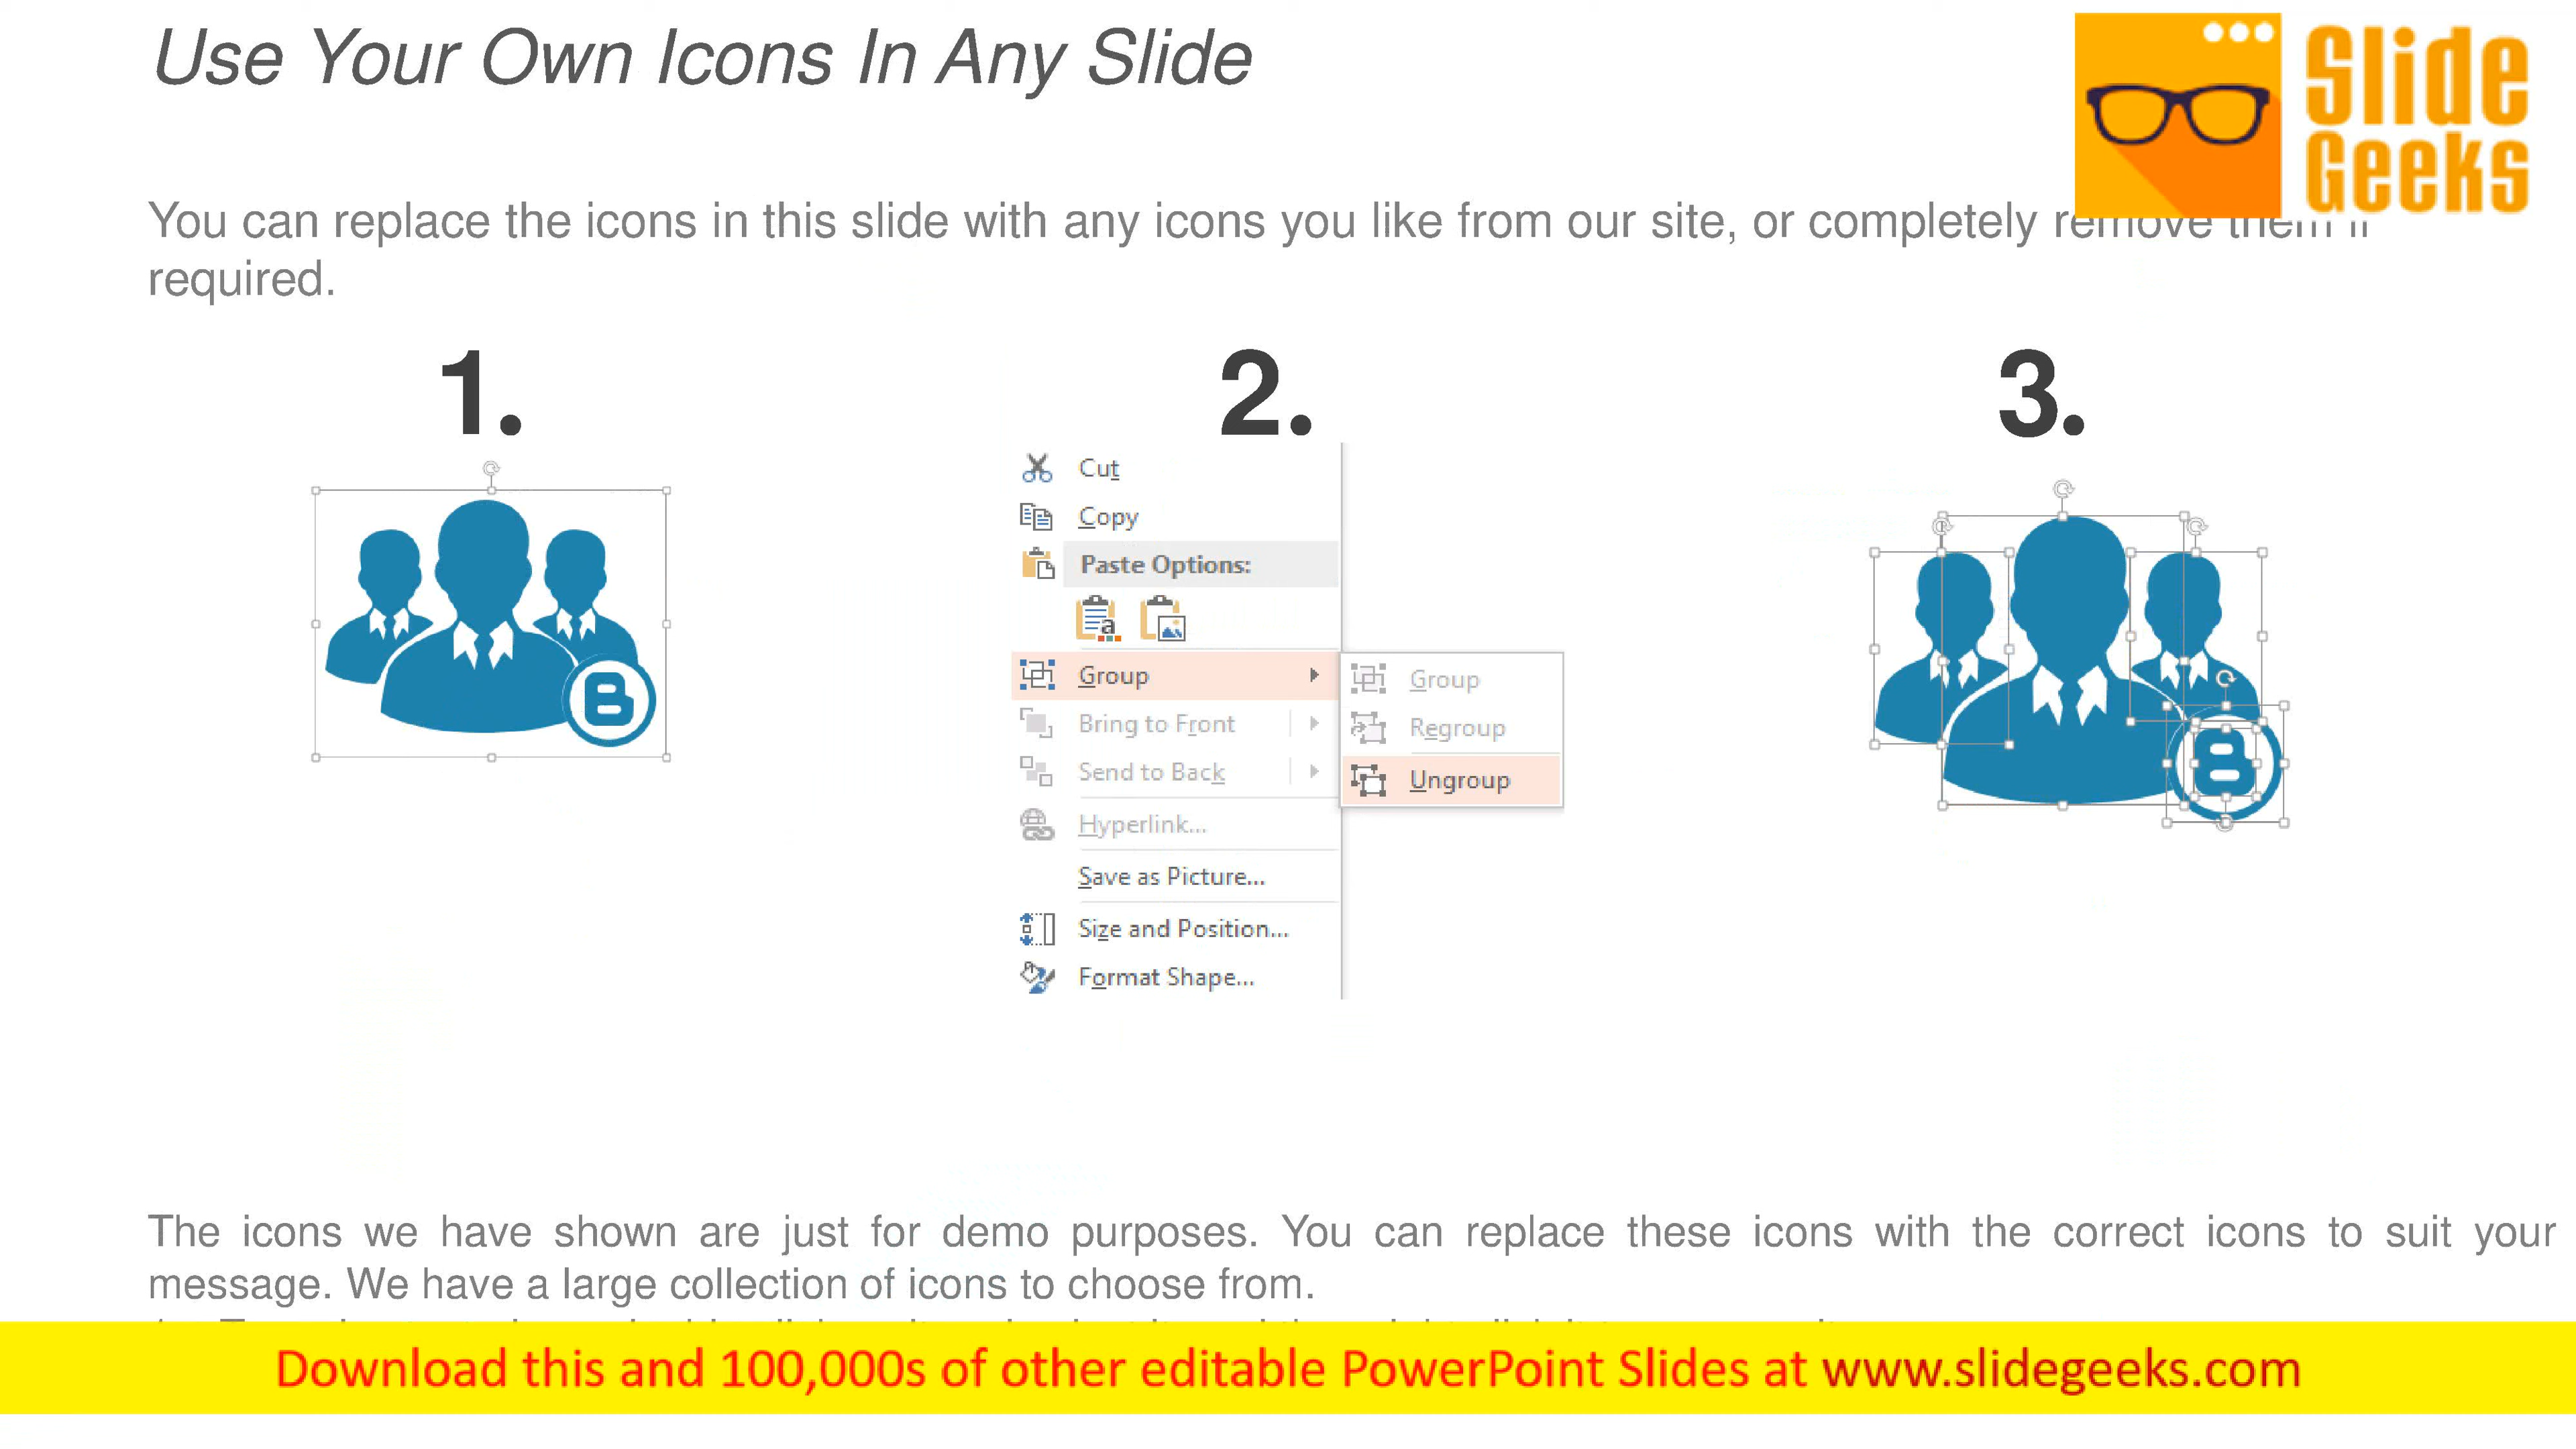 Use Your Own Icons In Any Slide
Slide
Geeks
You can replace the icons in this slide with any icons you like from our site, or completely remove them if
required.
1.
2.
3.
Cut
Copy
Paste Options:
Group
Bring to Front
Send to Back
Hyperlink...
Save as Picture...
Size and Position...
Format Shape...
Group
Regroup
Ungroup
The icons we have shown are just for demo purposes. You can replace these icons with the correct icons to suit your
message. We have a large collection of icons to choose from.
Download this and 100,000s of other editable PowerPoint Slides at www.slidegeeks.com